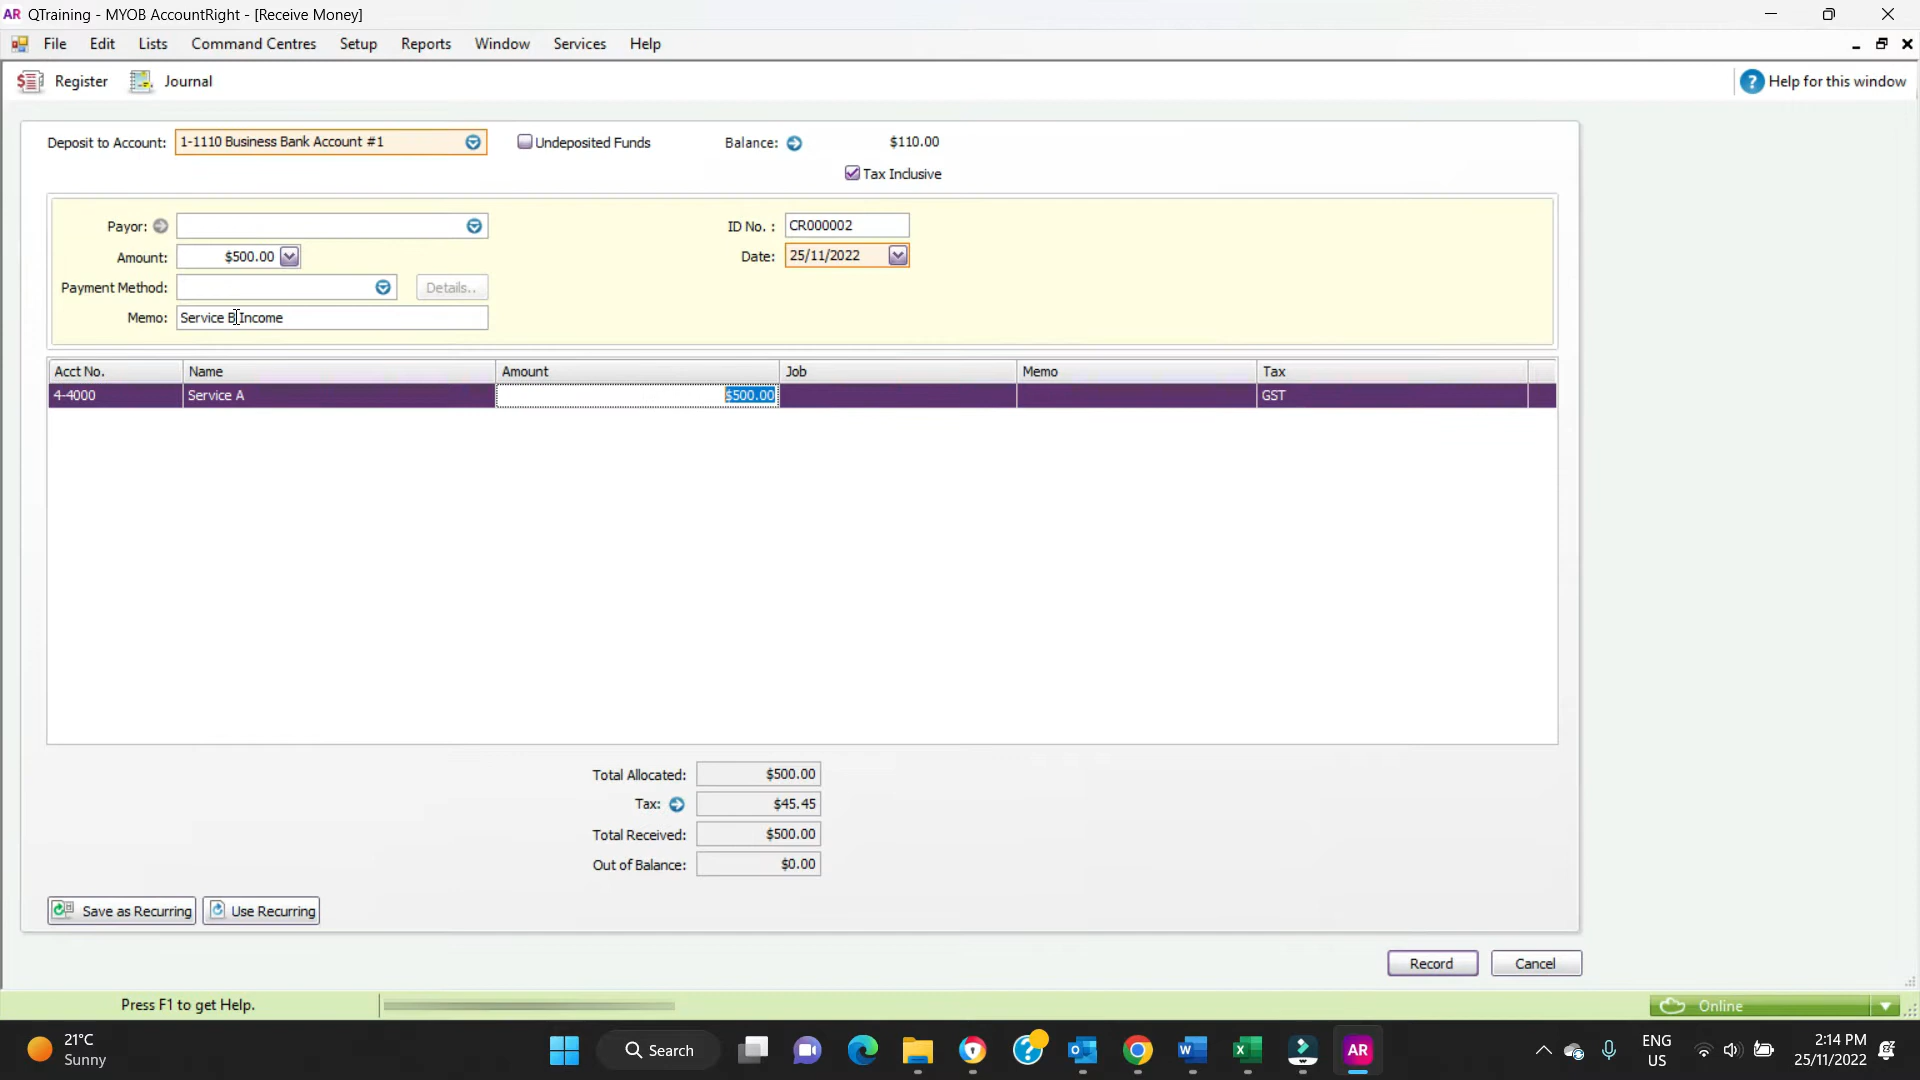 AR QTraining - MYOB AccountRight - [Receive Money]
File Edit Lists Command Centres Setup Reports Window Services Help
Register Journal Help for this window
Deposit to Account: 1-1110 Business Bank Account #1 Undeposited Funds Balance: $110.00
Tax Inclusive
Payor: ID No. : CR000002
Amount: $500.00 Date: 25/11/2022
Payment Method: Details..
Memo: Service B Income
Acct No. Name Amount Job Memo Tax
4-4000 Service A $500.00 GST
Total Allocated: $500.00
Tax: $45.45
Total Received: $500.00
Out of Balance: $0.00
Save as Recurring Use Recurring
Record Cancel
Press F1 to get Help. Online
21°C
Sunny
Search
AR
ENG
US
2:14 PM
25/11/2022